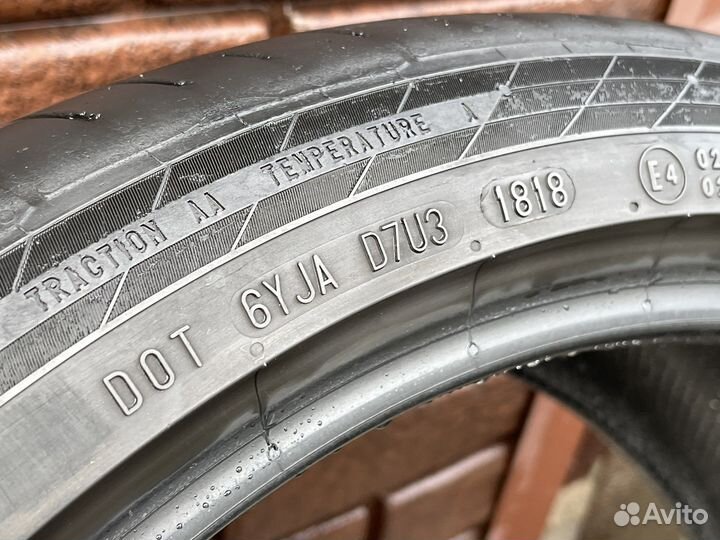 TRACTION AA TEMPERATURE A
DOT 6YJA D7U3 1818
E4
Avito